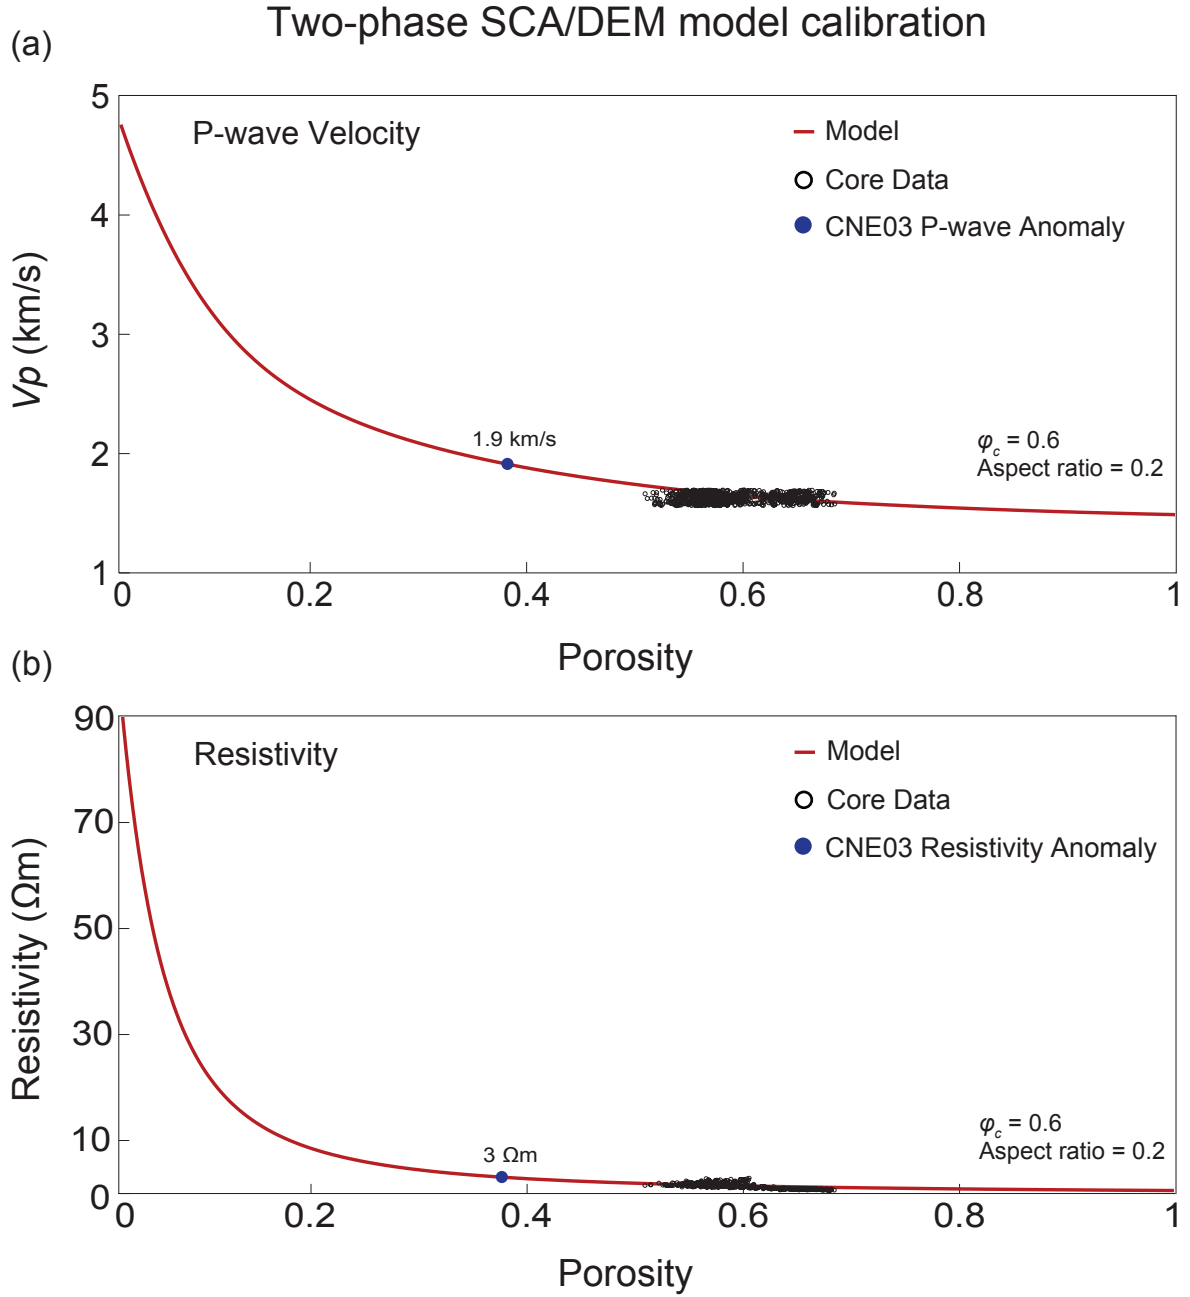 Two-phase SCA/DEM model calibration
(a)
P-wave Velocity
Model
Core Data
CNE03 P-wave Anomaly
5
4
3
2
1
Vp (km/s)
1.9 km/s
φc = 0.6
Aspect ratio = 0.2
0 0.2 0.4 0.6 0.8 1
Porosity
(b)
Resistivity
Model
Core Data
CNE03 Resistivity Anomaly
90
70
50
30
10
0
Resistivity (Ωm)
3 Ωm
φc = 0.6
Aspect ratio = 0.2
0 0.2 0.4 0.6 0.8 1
Porosity